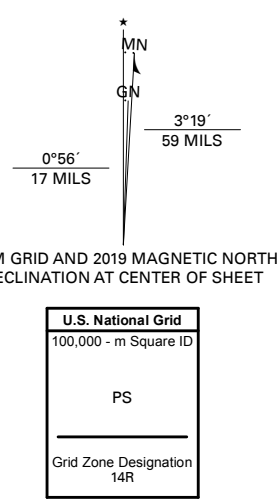 ★
MN
GN
3°19´
59 MILS
0°56´
17 MILS
M GRID AND 2019 MAGNETIC NORTH
ECLINATION AT CENTER OF SHEET
U.S. National Grid
100,000 - m Square ID
PS
Grid Zone Designation
14R